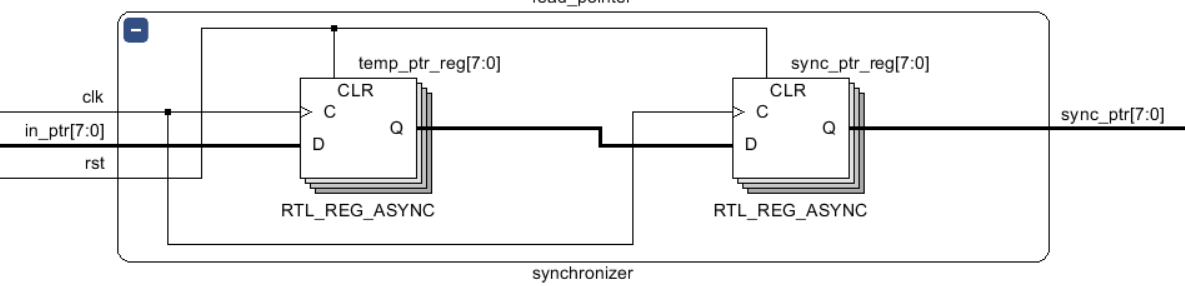 read_pointer
temp_ptr_reg[7:0]
sync_ptr_reg[7:0]
clk
CLR
C
CLR
C
sync_ptr[7:0]
in_ptr[7:0]
Q
Q
D
D
rst
RTL_REG_ASYNC
RTL_REG_ASYNC
synchronizer